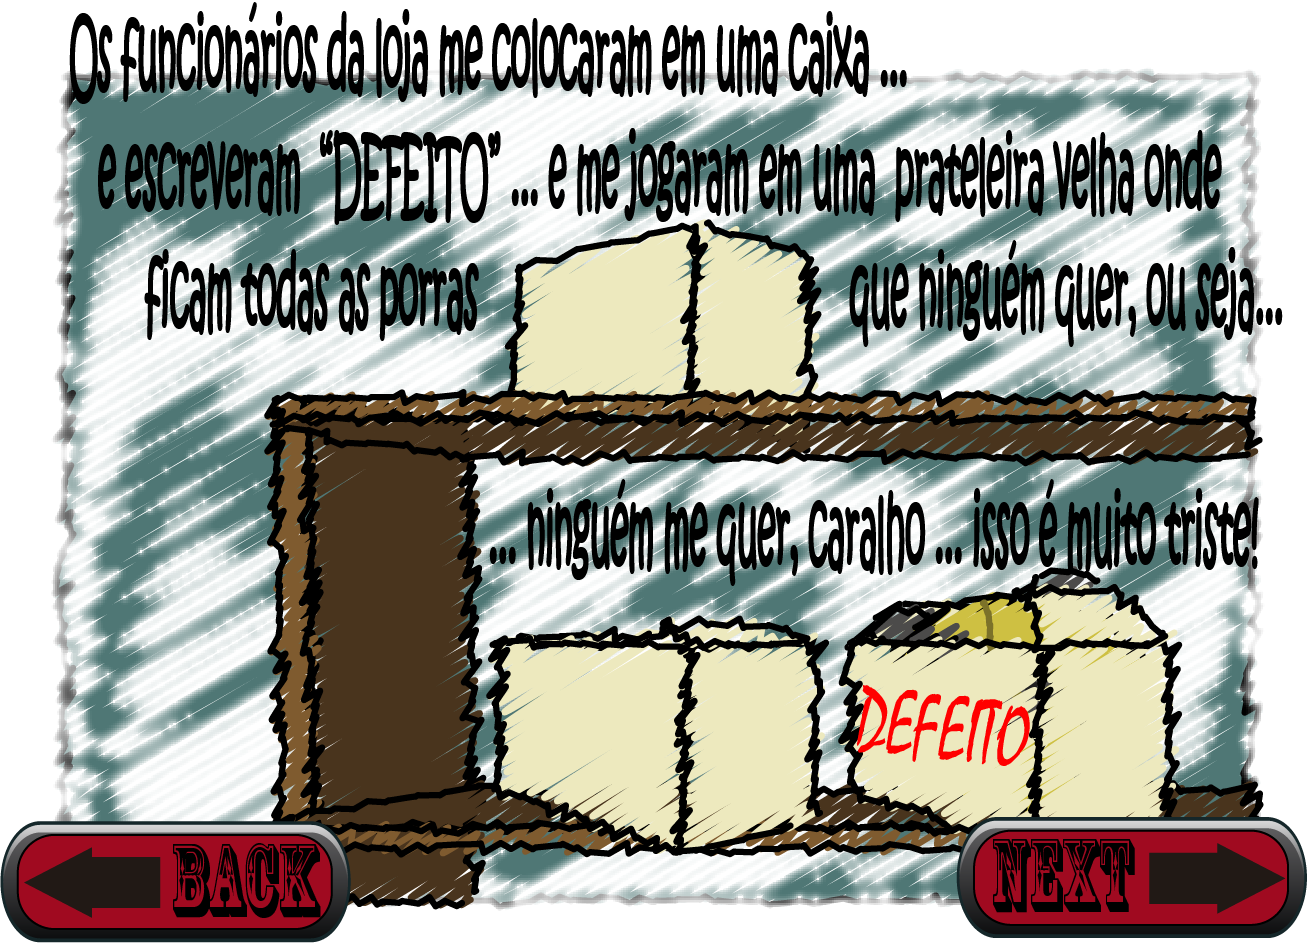 Os funcionários da loja me colocaram em uma caixa ...
e escreveram “DEFEITO” ... e me jogaram em uma prateleira velha onde
ficam todas as porras que ninguém quer, ou seja...
... ninguém me quer, caralho ... isso é muito triste!
DEFEITO
BACK NEXT